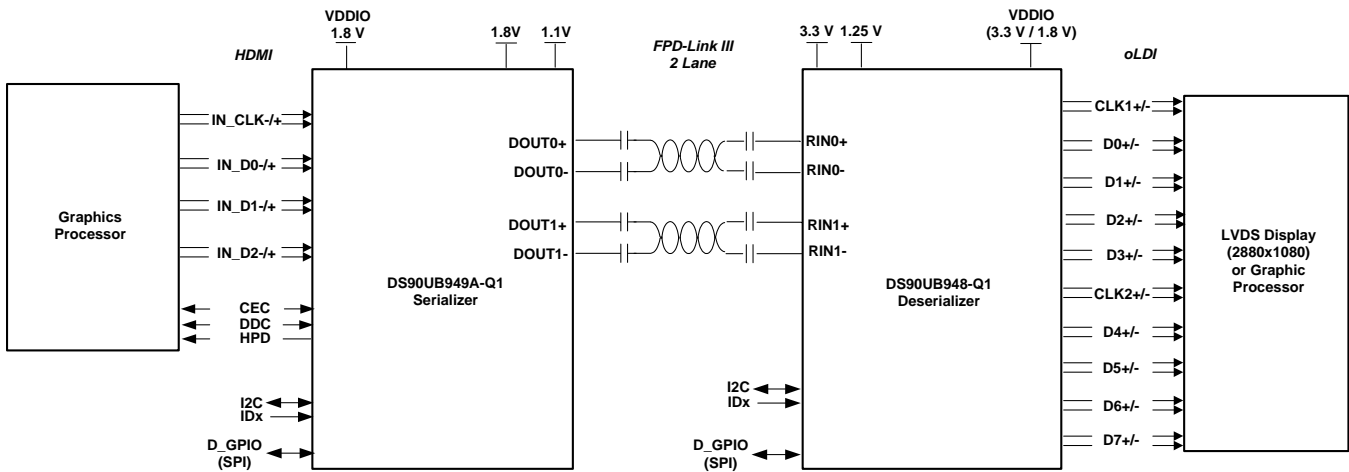 VDDIO
1.8 V
1.8V
1.1V
HDMI
FPD-Link III
2 Lane
3.3 V
1.25 V
VDDIO
(3.3 V / 1.8 V)
oLDI
Graphics
Processor
IN_CLK-/+
IN_D0-/+
IN_D1-/+
IN_D2-/+
CEC
DDC
HPD
I2C
IDx
D_GPIO
(SPI)
DS90UB949A-Q1
Serializer
DOUT0+
DOUT0-
DOUT1+
DOUT1-
RIN0+
RIN0-
RIN1+
RIN1-
DS90UB948-Q1
Deserializer
I2C
IDx
D_GPIO
(SPI)
CLK1+/-
D0+/-
D1+/-
D2+/-
D3+/-
CLK2+/-
D4+/-
D5+/-
D6+/-
D7+/-
LVDS Display
(2880x1080)
or Graphic
Processor